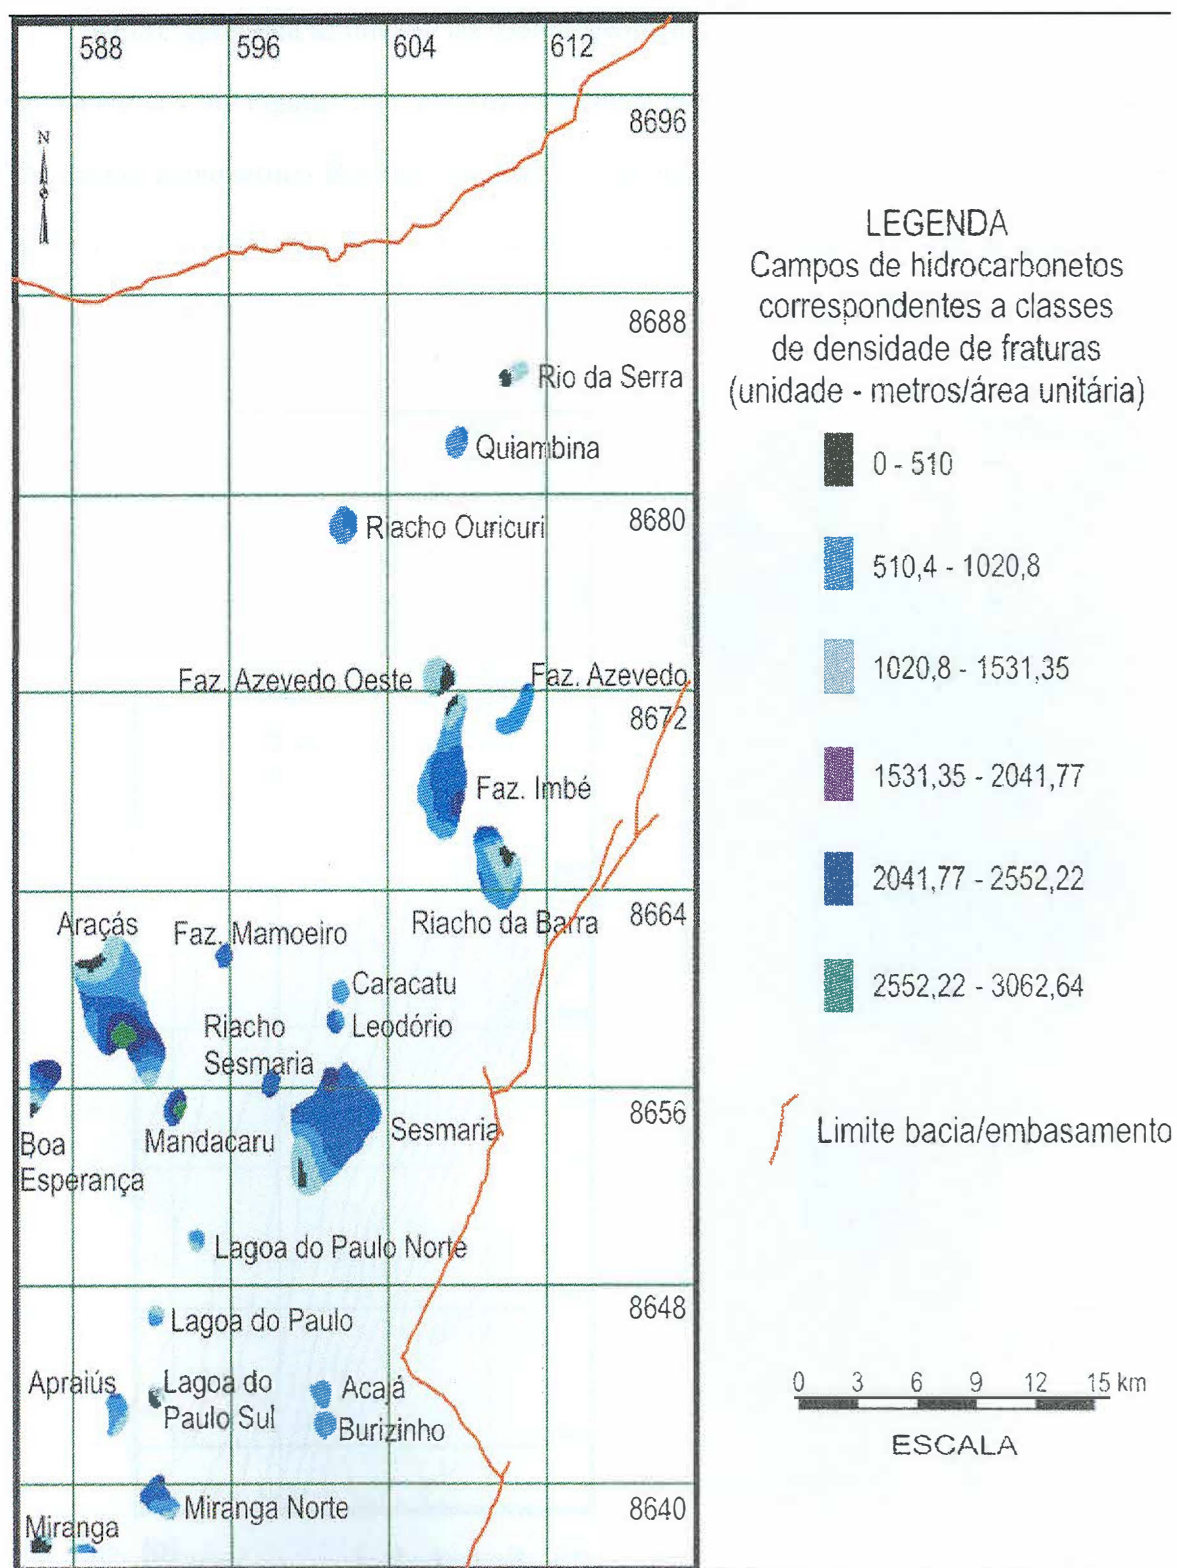 588
596
604
612
8696
N
8688
Rio da Serra
Quiambina
8680
Riacho Ouricuri
Faz. Azevedo Oeste
Faz. Azevedo
8672
Faz. Imbé
Riacho da Barra
8664
Araçás
Faz. Mamoeiro
Caracatu
Leodório
Riacho
Sesmaria
8656
Sesmaria
Mandacaru
Boa
Esperança
Lagoa do Paulo Norte
8648
Lagoa do Paulo
Apraiús
Lagoa do
Paulo Sul
Acajá
Burizinho
8640
Miranga Norte
Miranga
LEGENDA
Campos de hidrocarbonetos
correspondentes a classes
de densidade de fraturas
(unidade - metros/área unitária)
0 - 510
510,4 - 1020,8
1020,8 - 1531,35
1531,35 - 2041,77
2041,77 - 2552,22
2552,22 - 3062,64
Limite bacia/embasamento
0 3 6 9 12 15 km
ESCALA